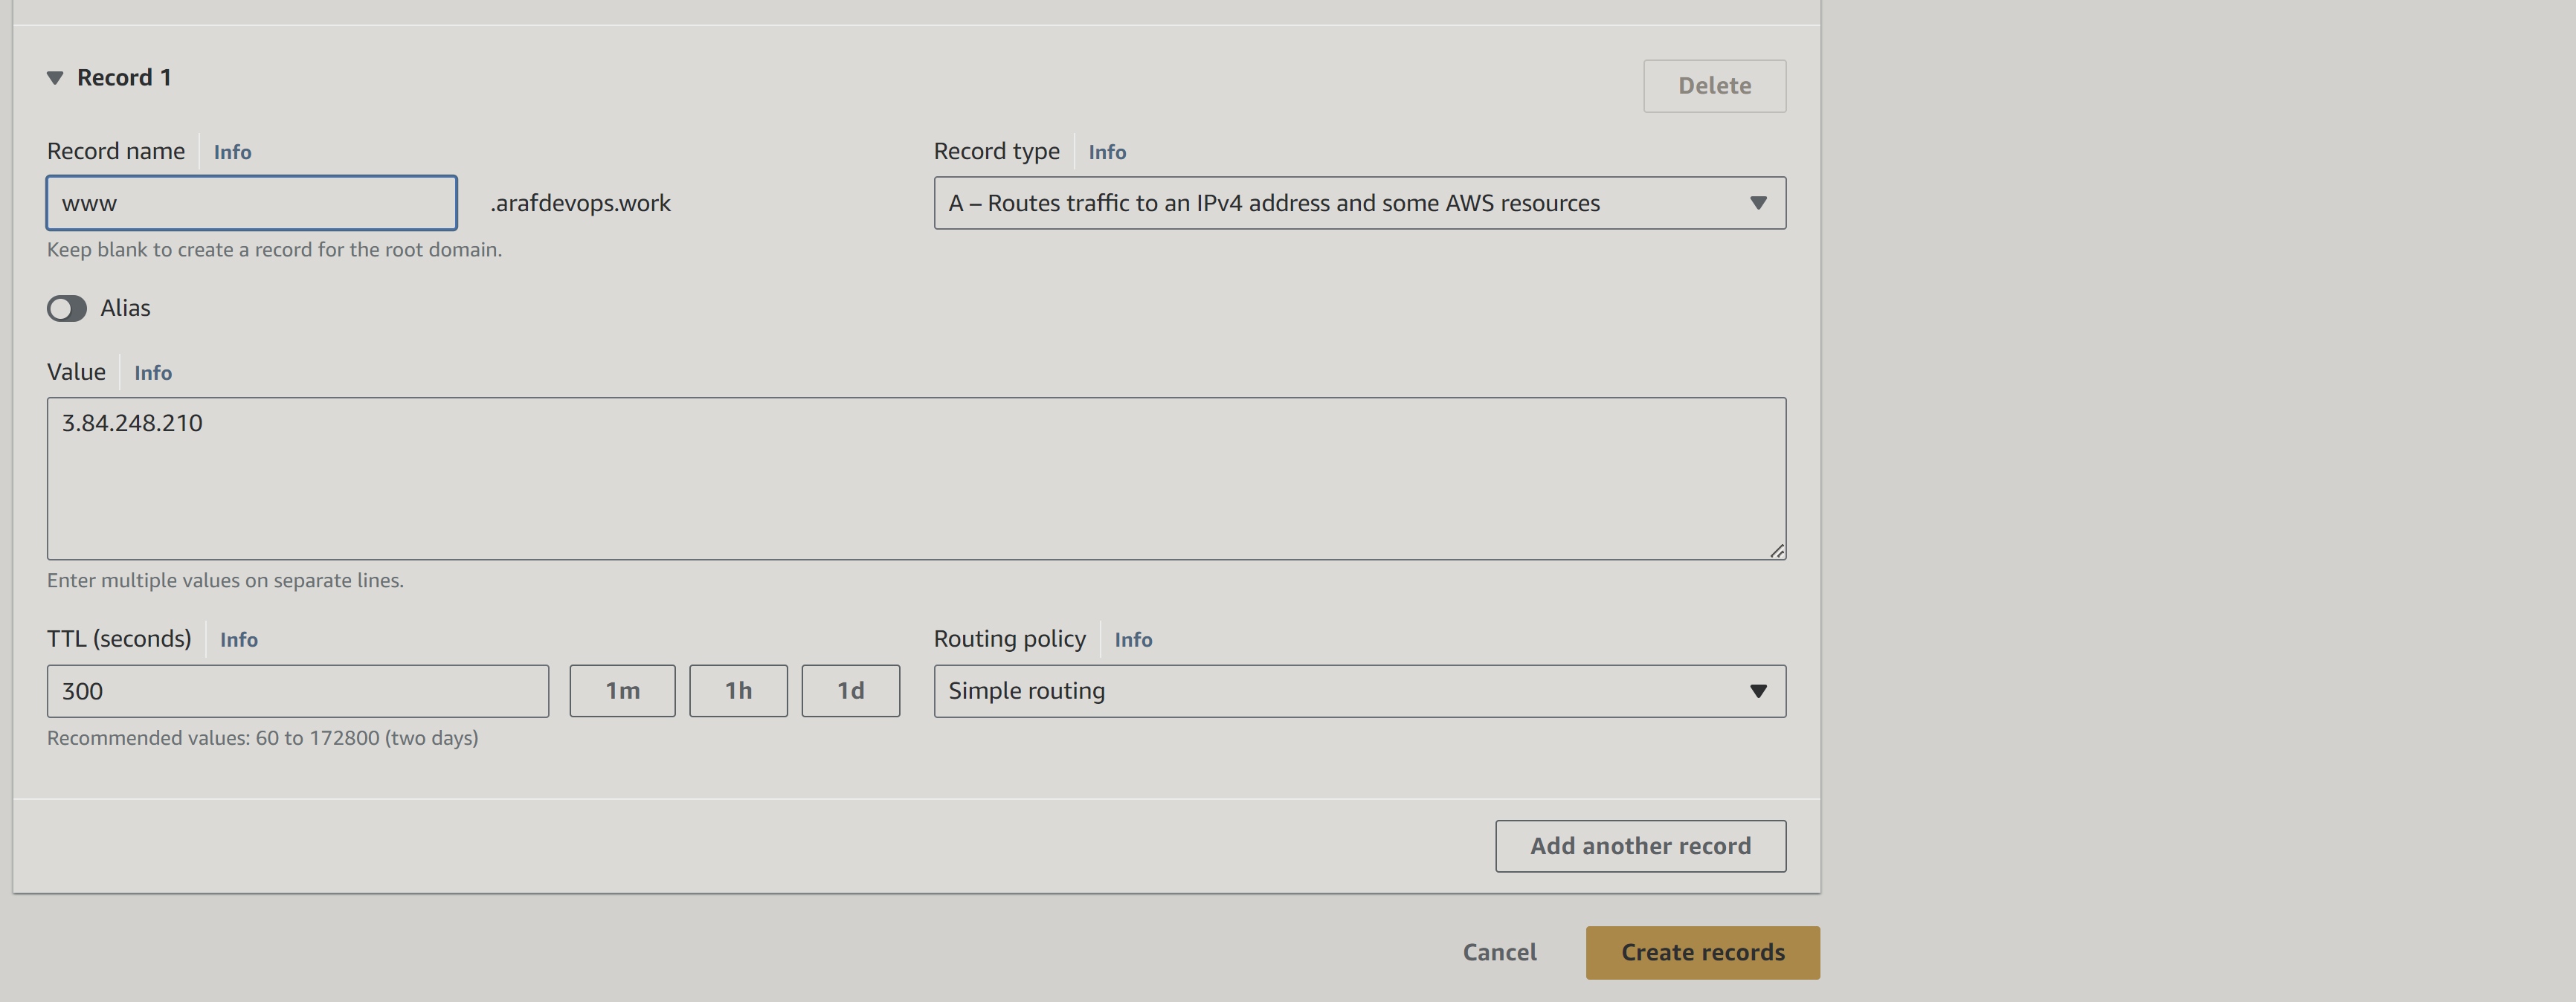 Record 1
Delete
Record name Info
Record type Info
www .arafdevops.work
A – Routes traffic to an IPv4 address and some AWS resources
Keep blank to create a record for the root domain.
Alias
Value Info
3.84.248.210
Enter multiple values on separate lines.
TTL (seconds) Info
Routing policy Info
300 1m 1h 1d
Simple routing
Recommended values: 60 to 172800 (two days)
Add another record
Cancel Create records